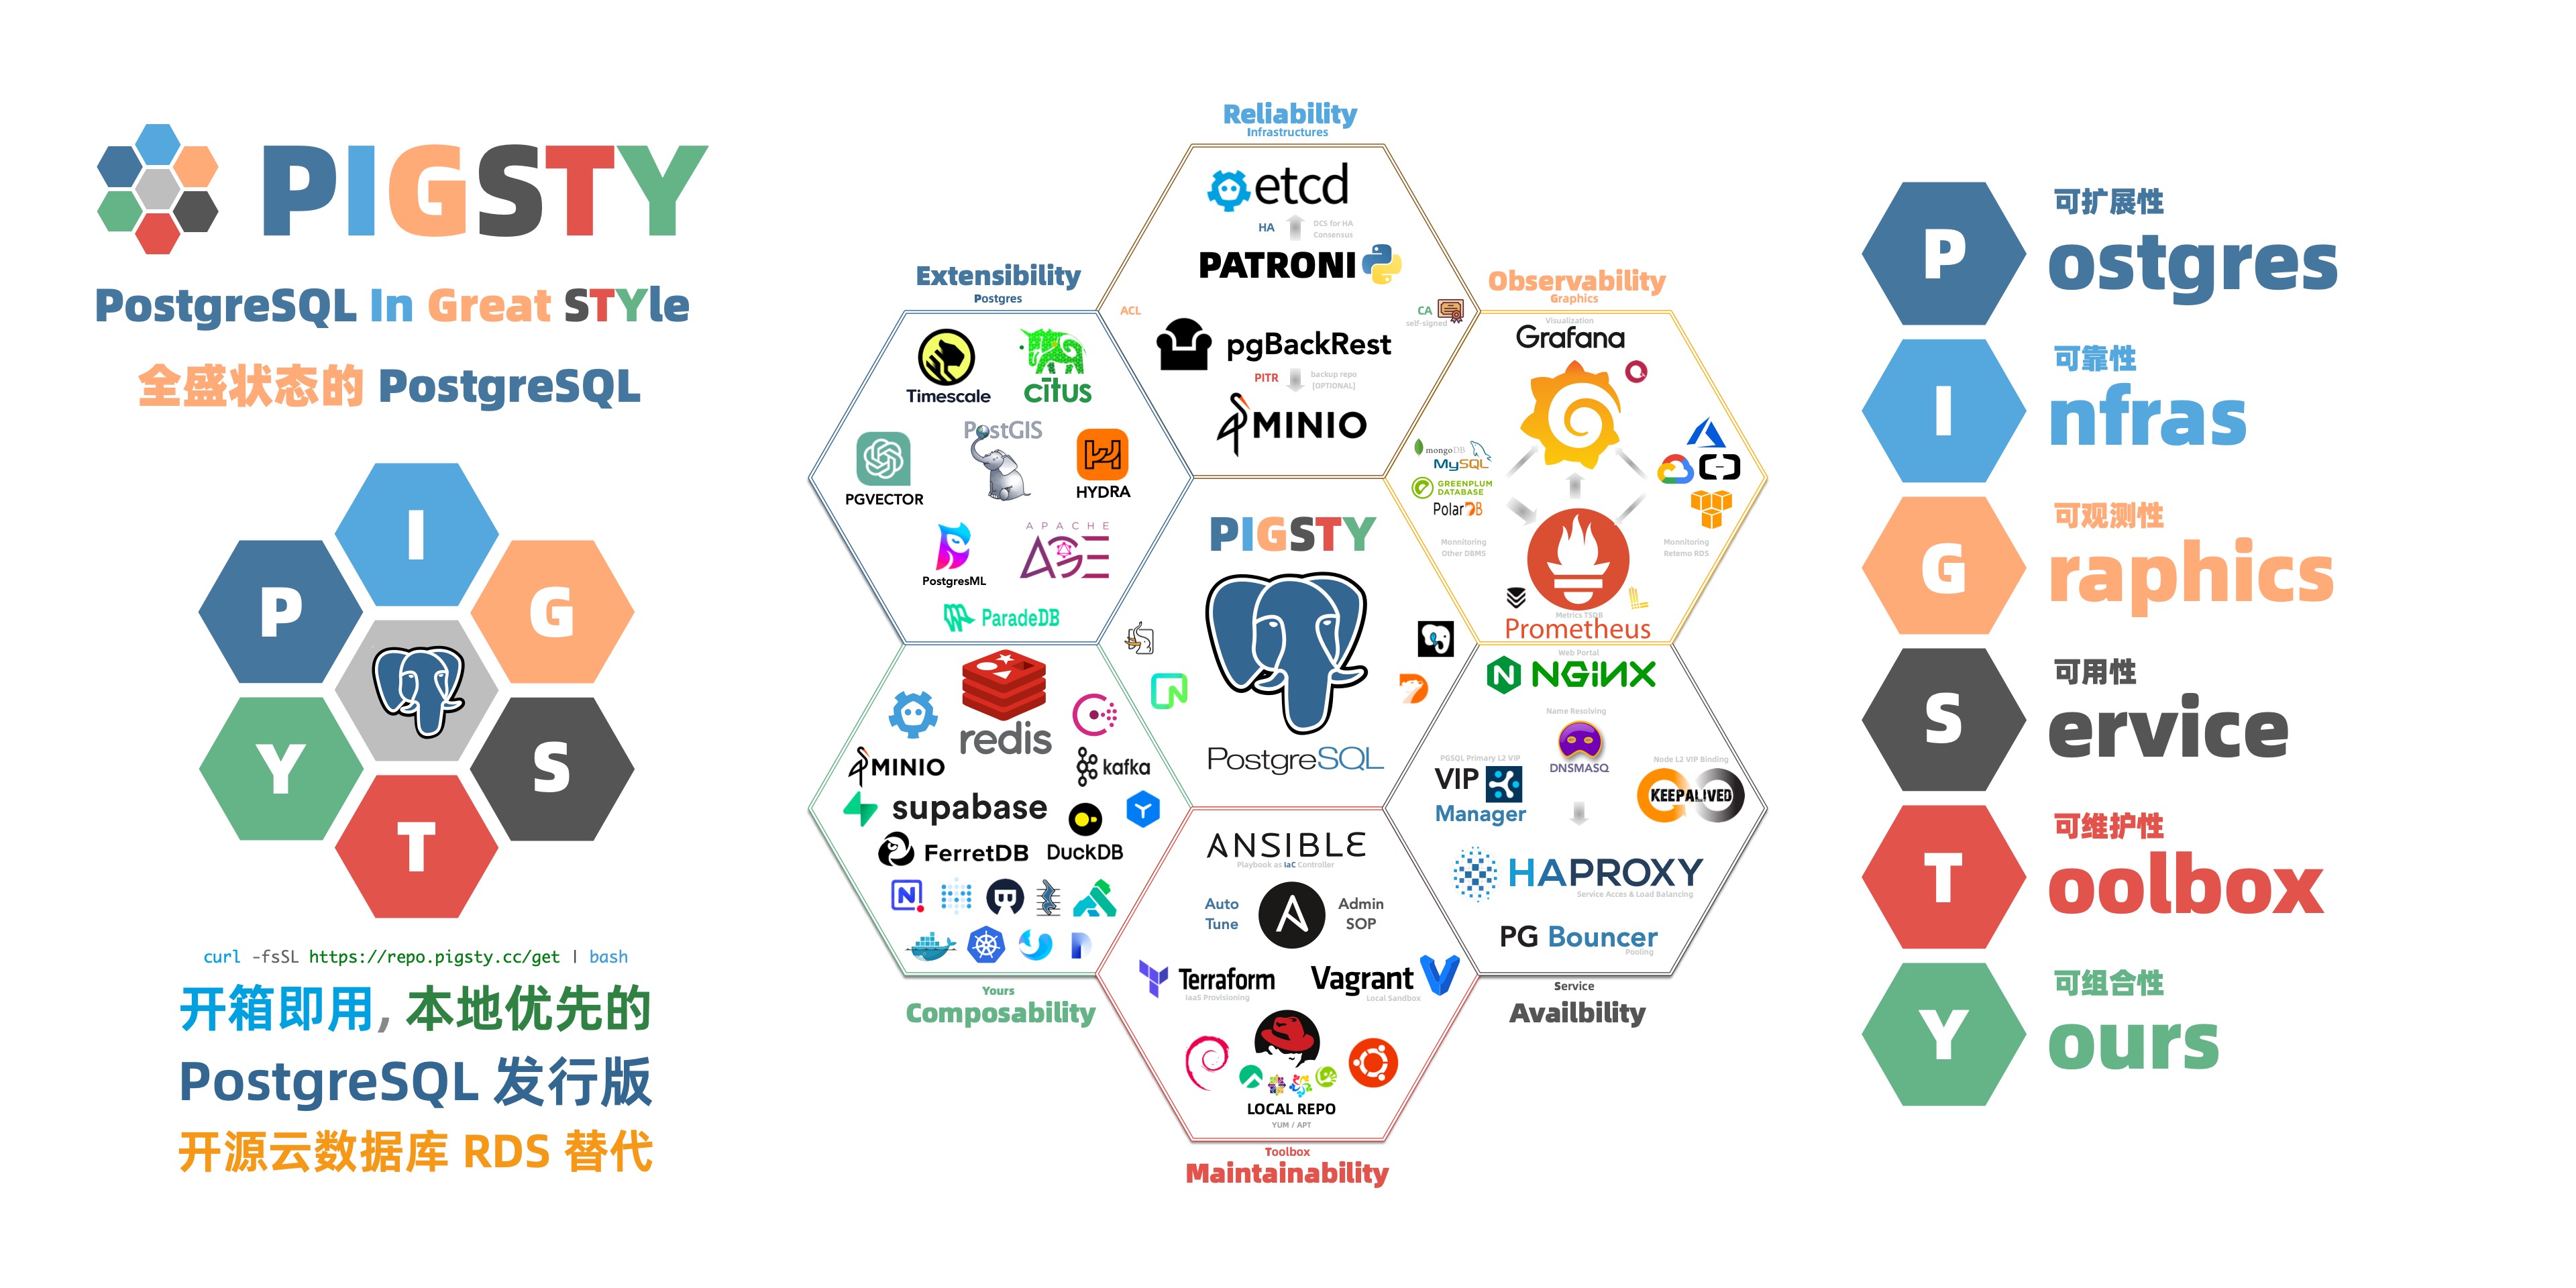 PIGSTY
PostgreSQL In Great STYle
全盛状态的 PostgreSQL
I
P
G
Y
S
T
curl -fsSL https://repo.pigsty.cc/get | bash
开箱即用, 本地优先的
PostgreSQL 发行版
开源云数据库 RDS 替代
Reliability
Infrastructures
etcd
HA
DCS for HA
Consensus
PATRONI
ACL
CA
self-signed
pgBackRest
PITR
backup repo
[OPTIONAL]
MINIO
Extensibility
Postgres
Timescale
citus
PostGIS
PGVECTOR
HYDRA
PostgresML
APACHE
AGE
ParadeDB
Observability
Graphics
Visualization
Grafana
mongoDB
MySQL
GREENPLUM
DATABASE
PolarDB
Monnitoring
Other DBMS
Monnitoring
Retemo RDS
Metrics TSDB
Prometheus
PIGSTY
PostgreSQL
redis
MINIO
kafka
supabase
FerretDB
DuckDB
Yours
Composability
Web Portal
NGINX
Name Resolving
DNSMASQ
PGSQL Primary L2 VIP
VIP
Manager
Node L2 VIP Binding
KEEPALIVED
HAPROXY
Service Acces & Load Balancing
PG Bouncer
Pooling
Service
Availbility
ANSIBLE
Playbook as IaC Controller
Auto
Tune
Admin
SOP
Terraform
IaaS Provisioning
Vagrant
Local Sandbox
LOCAL REPO
YUM / APT
Toolbox
Maintainability
可扩展性
Postgres
可靠性
Infras
可观测性
Graphics
可用性
Service
可维护性
Toolbox
可组合性
Yours